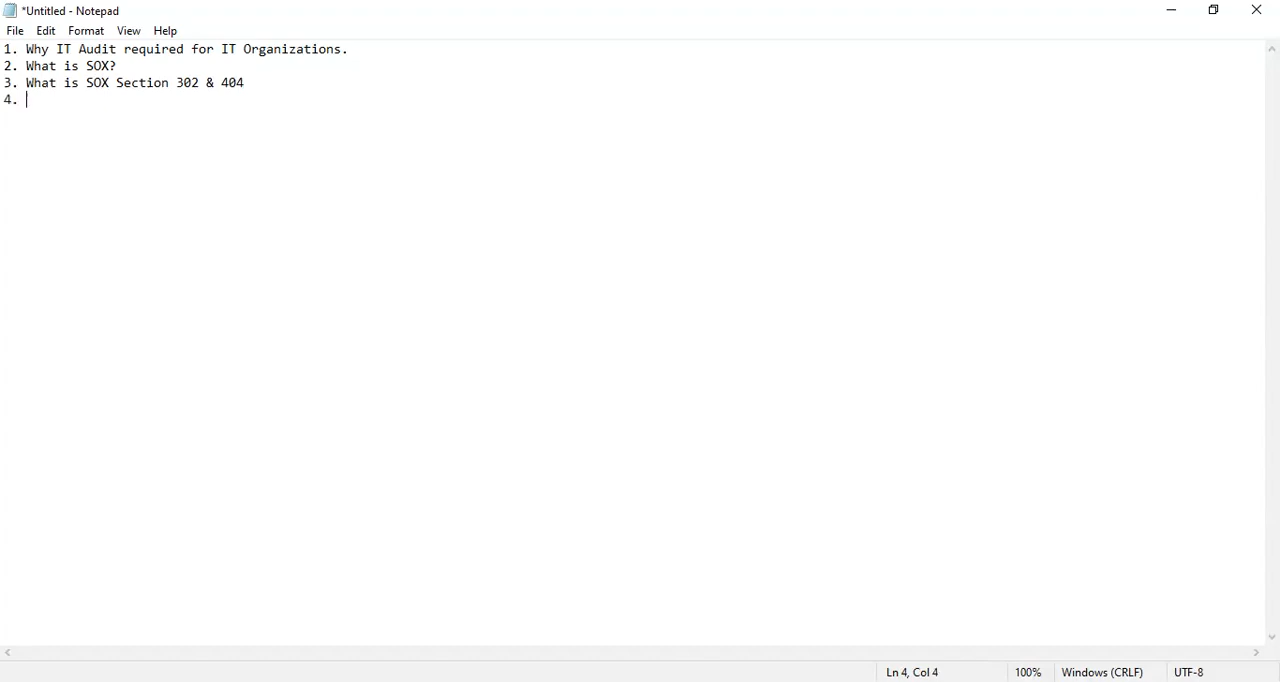 *Untitled - Notepad
File Edit Format View Help
1. Why IT Audit required for IT Organizations.
2. What is SOX?
3. What is SOX Section 302 & 404
4.
Ln 4, Col 4 100% Windows (CRLF) UTF-8